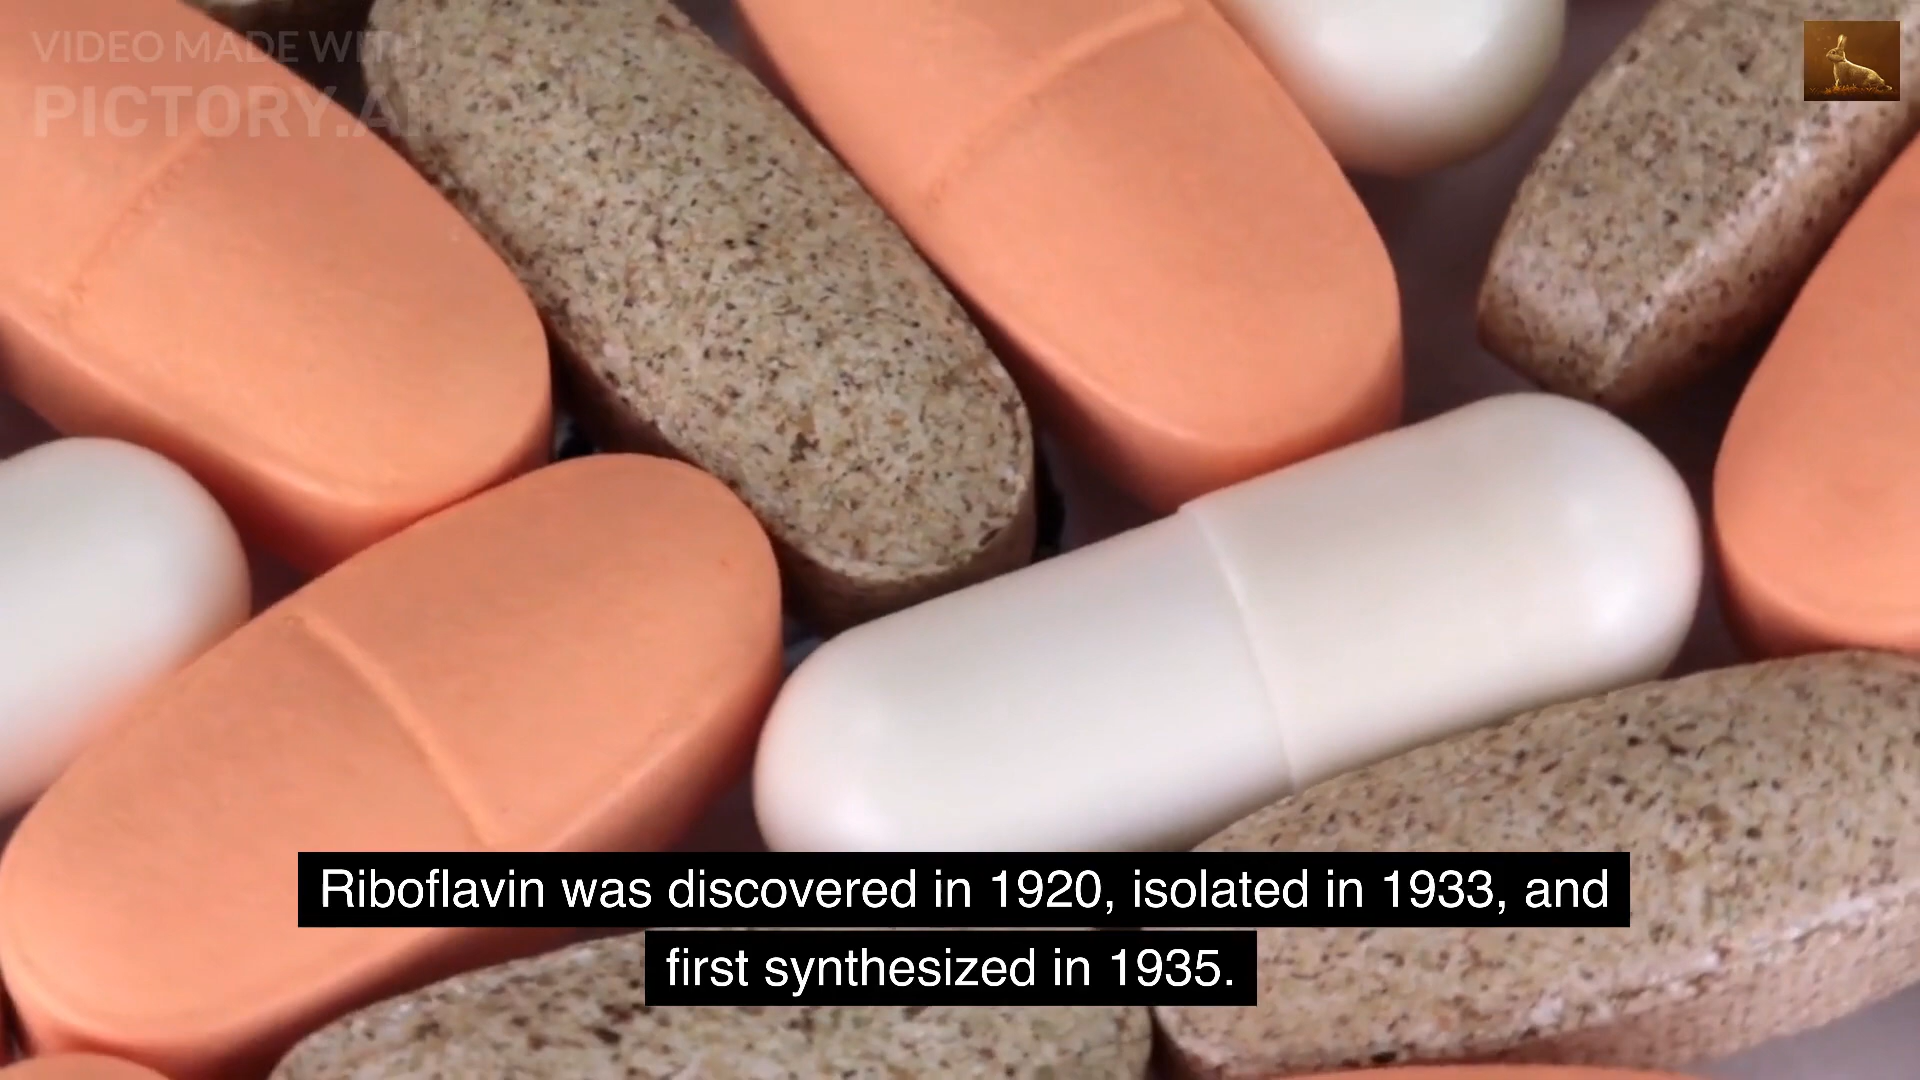 VIDEO MADE WITH
PICTORY.AI
Riboflavin was discovered in 1920, isolated in 1933, and
first synthesized in 1935.